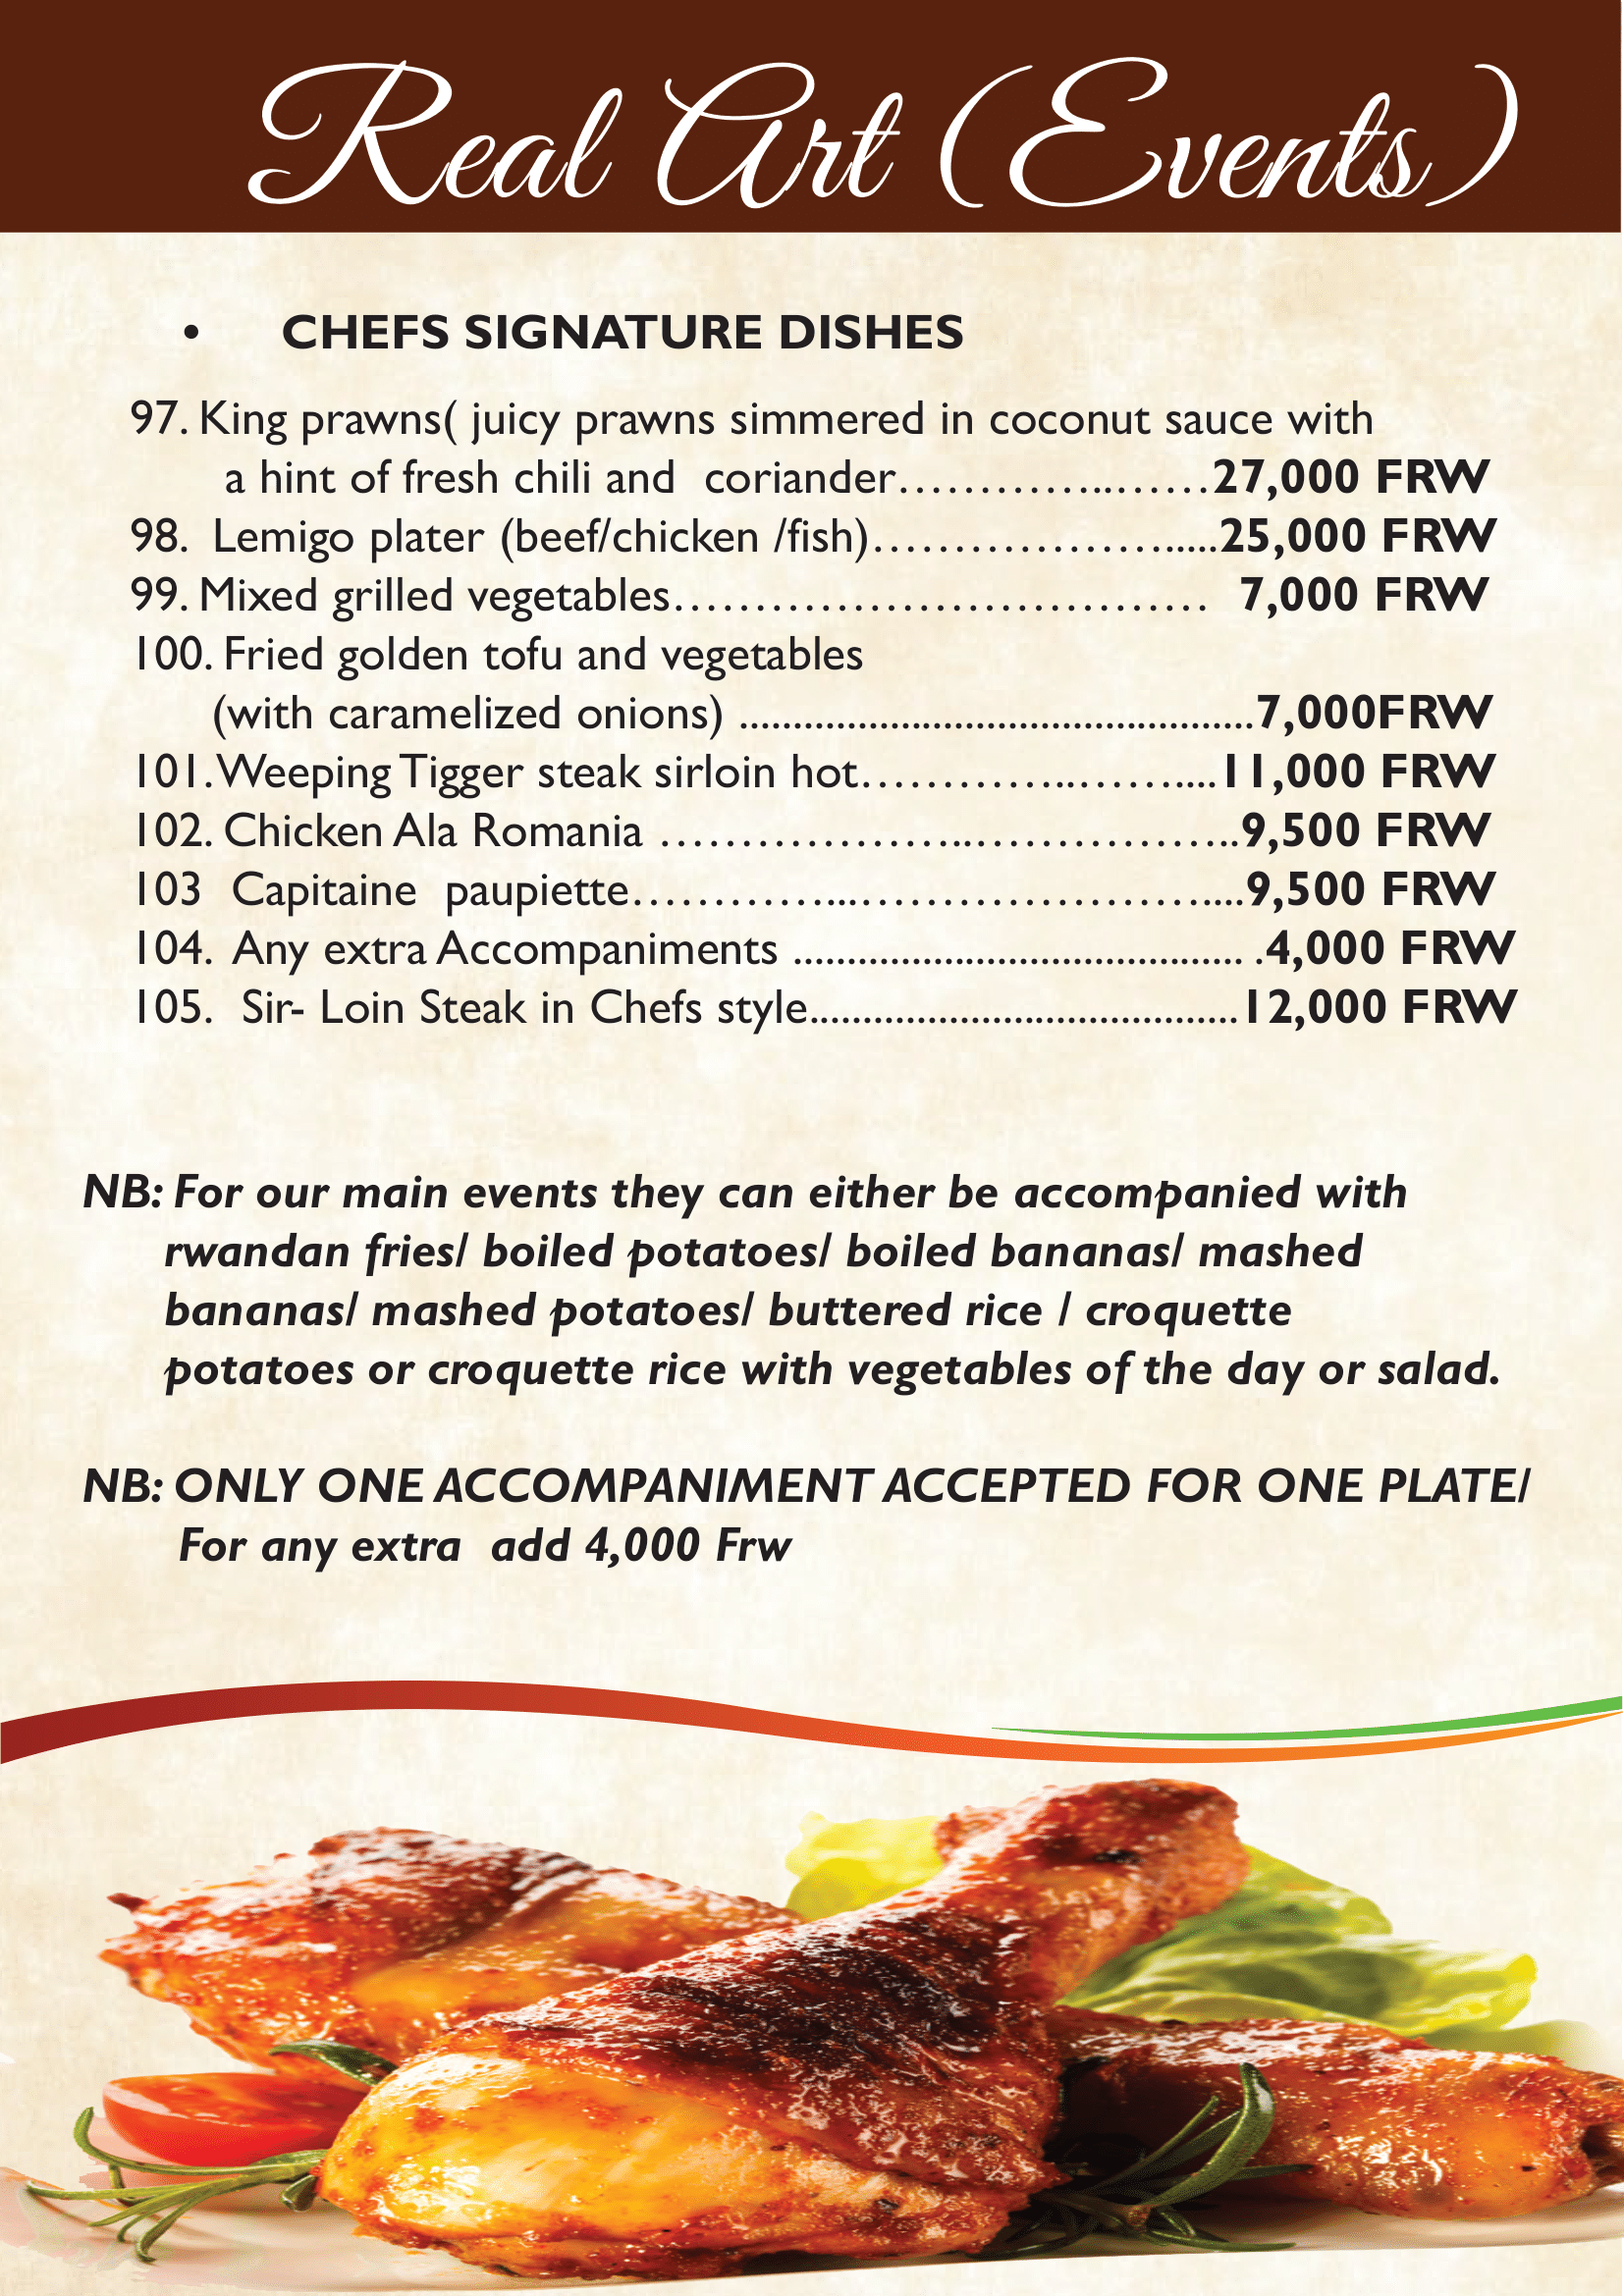 Real Art (Events)
• CHEFS SIGNATURE DISHES
97. King prawns( juicy prawns simmered in coconut sauce with
a hint of fresh chili and coriander…………...……27,000 FRW
98. Lemigo plater (beef/chicken /fish)……………….....25,000 FRW
99. Mixed grilled vegetables…………………………… 7,000 FRW
100. Fried golden tofu and vegetables
(with caramelized onions) ................................................7,000FRW
101. Weeping Tigger steak sirloin hot…………..……....11,000 FRW
102. Chicken Ala Romania ………………..……………..9,500 FRW
103 Capitaine paupiette…………...…………………....9,500 FRW
104. Any extra Accompaniments .......................................... .4,000 FRW
105. Sir- Loin Steak in Chefs style........................................12,000 FRW
NB: For our main events they can either be accompanied with
rwandan fries/ boiled potatoes/ boiled bananas/ mashed
bananas/ mashed potatoes/ buttered rice / croquette
potatoes or croquette rice with vegetables of the day or salad.
NB: ONLY ONE ACCOMPANIMENT ACCEPTED FOR ONE PLATE/
For any extra add 4,000 Frw